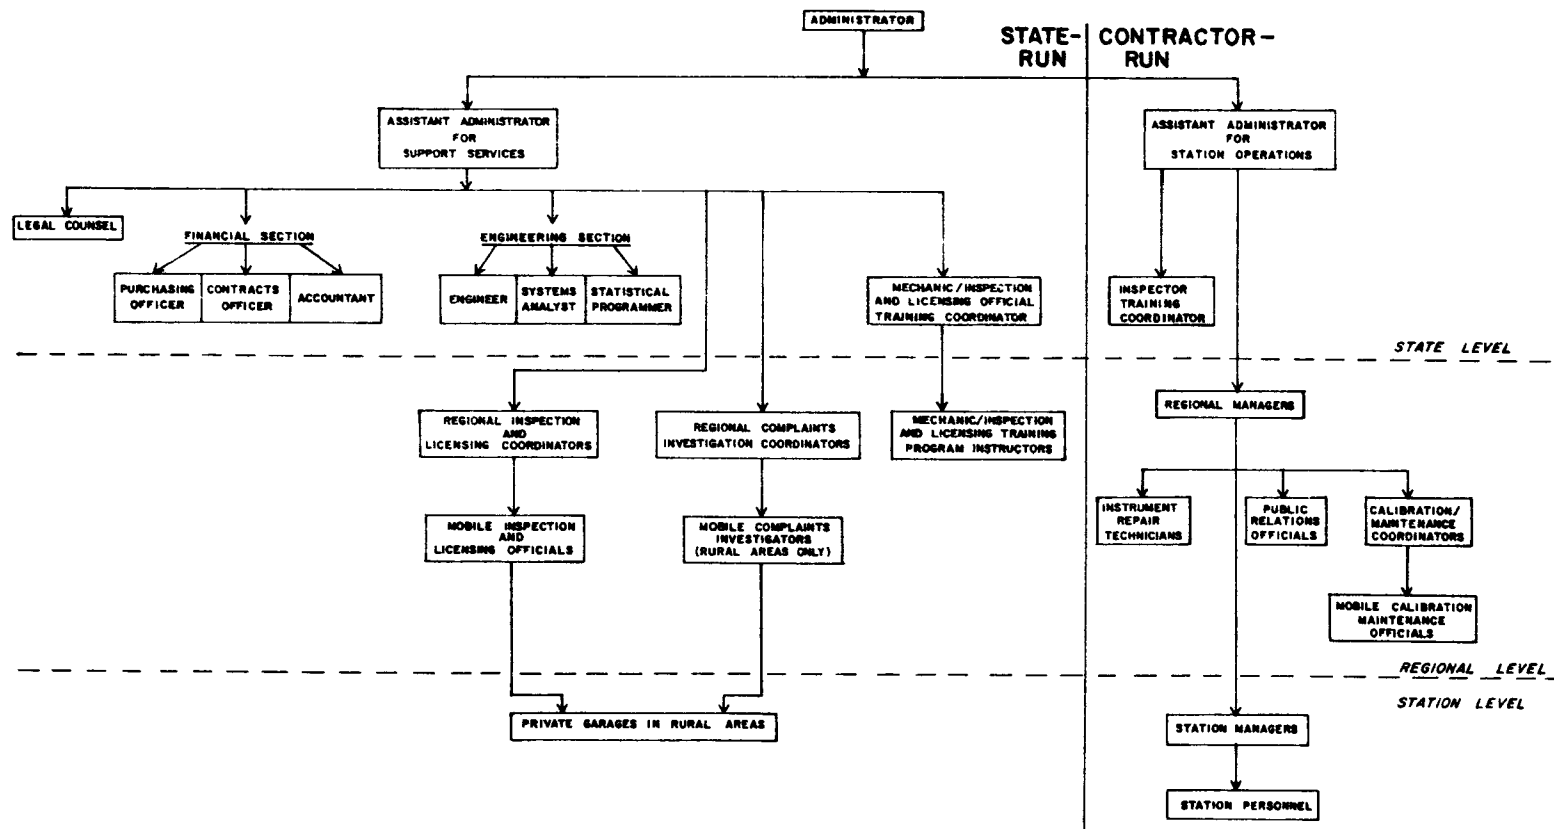 ADMINISTRATOR
STATE-
RUN
CONTRACTOR-
RUN
ASSISTANT ADMINISTRATOR
FOR
SUPPORT SERVICES
ASSISTANT ADMINISTRATOR
FOR
STATION OPERATIONS
LEGAL COUNSEL
FINANCIAL SECTION
PURCHASING
OFFICER
CONTRACTS
OFFICER
ACCOUNTANT
ENGINEERING SECTION
ENGINEER
SYSTEMS
ANALYST
STATISTICAL
PROGRAMMER
MECHANIC/INSPECTION
AND LICENSING OFFICIAL
TRAINING COORDINATOR
INSPECTOR
TRAINING
COORDINATOR
STATE LEVEL
REGIONAL INSPECTION
AND
LICENSING COORDINATORS
REGIONAL COMPLAINTS
INVESTIGATION COORDINATORS
MECHANIC/INSPECTION
AND LICENSING TRAINING
PROGRAM INSTRUCTORS
REGIONAL MANAGERS
MOBILE INSPECTION
AND
LICENSING OFFICIALS
MOBILE COMPLAINTS
INVESTIGATORS
(RURAL AREAS ONLY)
INSTRUMENT
REPAIR
TECHNICIANS
PUBLIC
RELATIONS
OFFICIALS
CALIBRATION/
MAINTENANCE
COORDINATORS
MOBILE CALIBRATION
MAINTENANCE
OFFICIALS
REGIONAL LEVEL
STATION LEVEL
PRIVATE GARAGES IN RURAL AREAS
STATION MANAGERS
STATION PERSONNEL